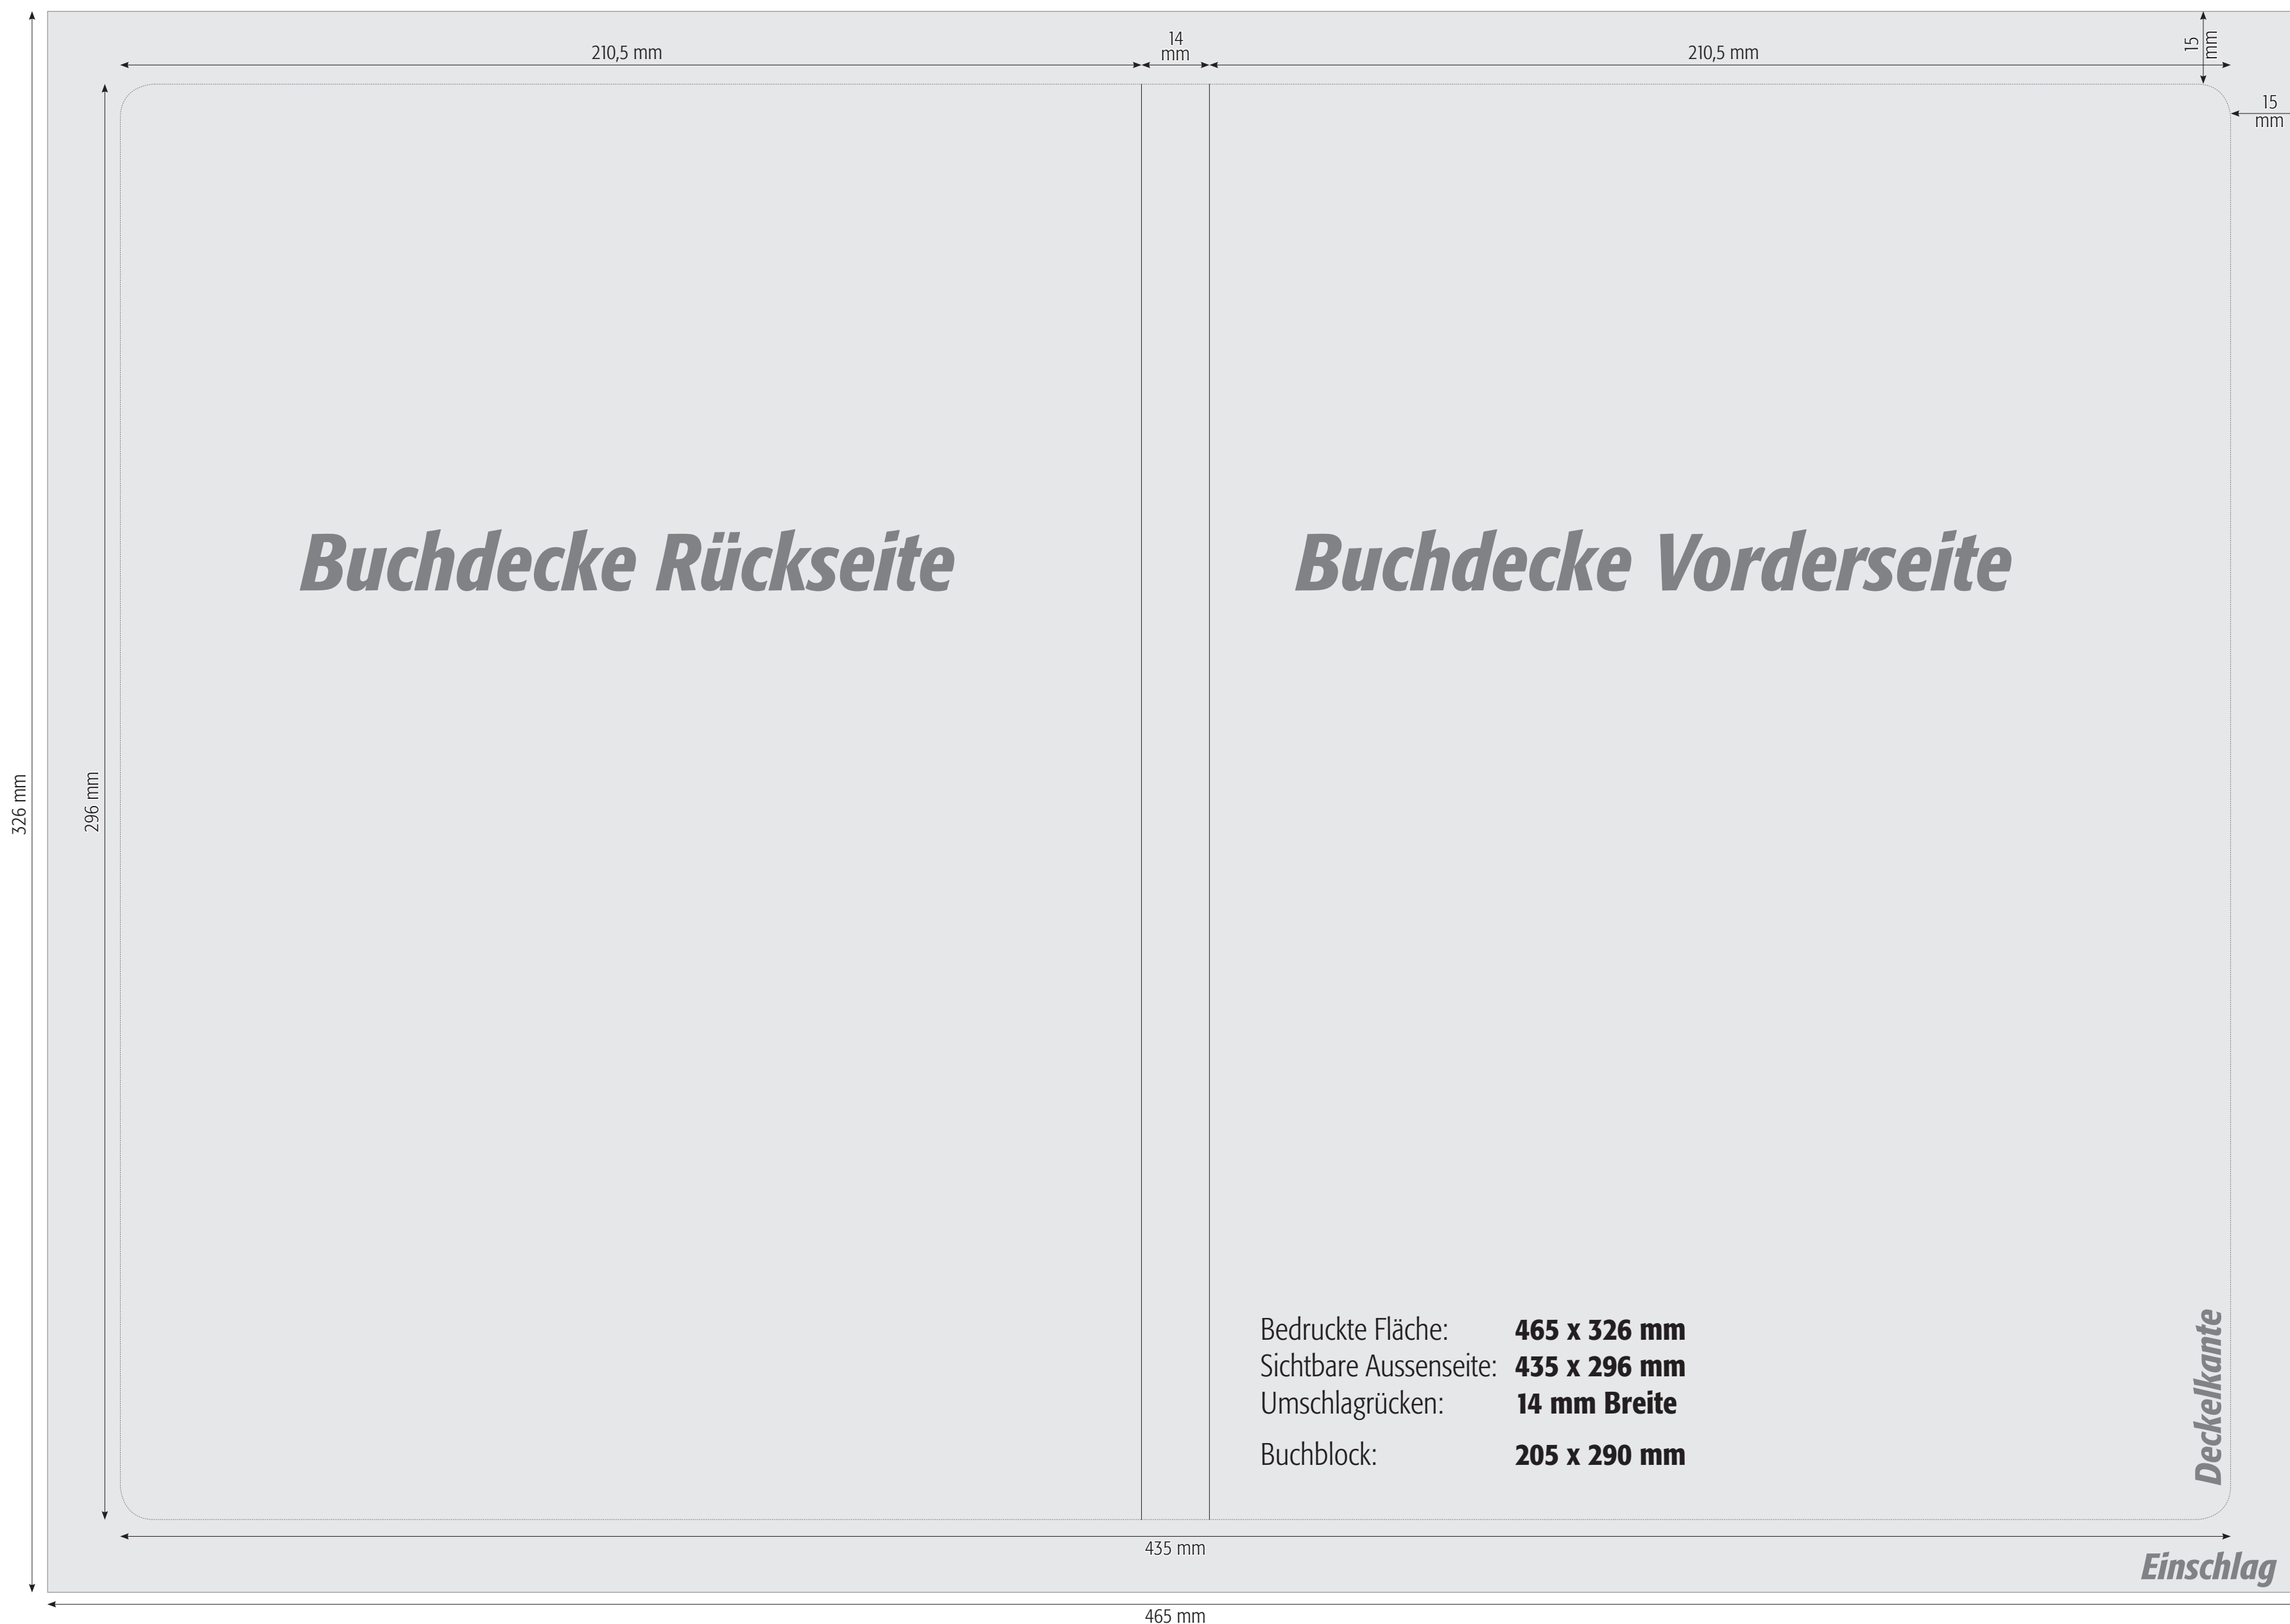 14
mm
210,5 mm
210,5 mm
15
mm
15
mm
326 mm
296 mm
Buchdecke Rückseite
Buchdecke Vorderseite
Bedruckte Fläche: 465 x 326 mm
Sichtbare Aussenseite: 435 x 296 mm
Umschlagrücken: 14 mm Breite
Buchblock: 205 x 290 mm
Deckelkante
435 mm
Einschlag
465 mm